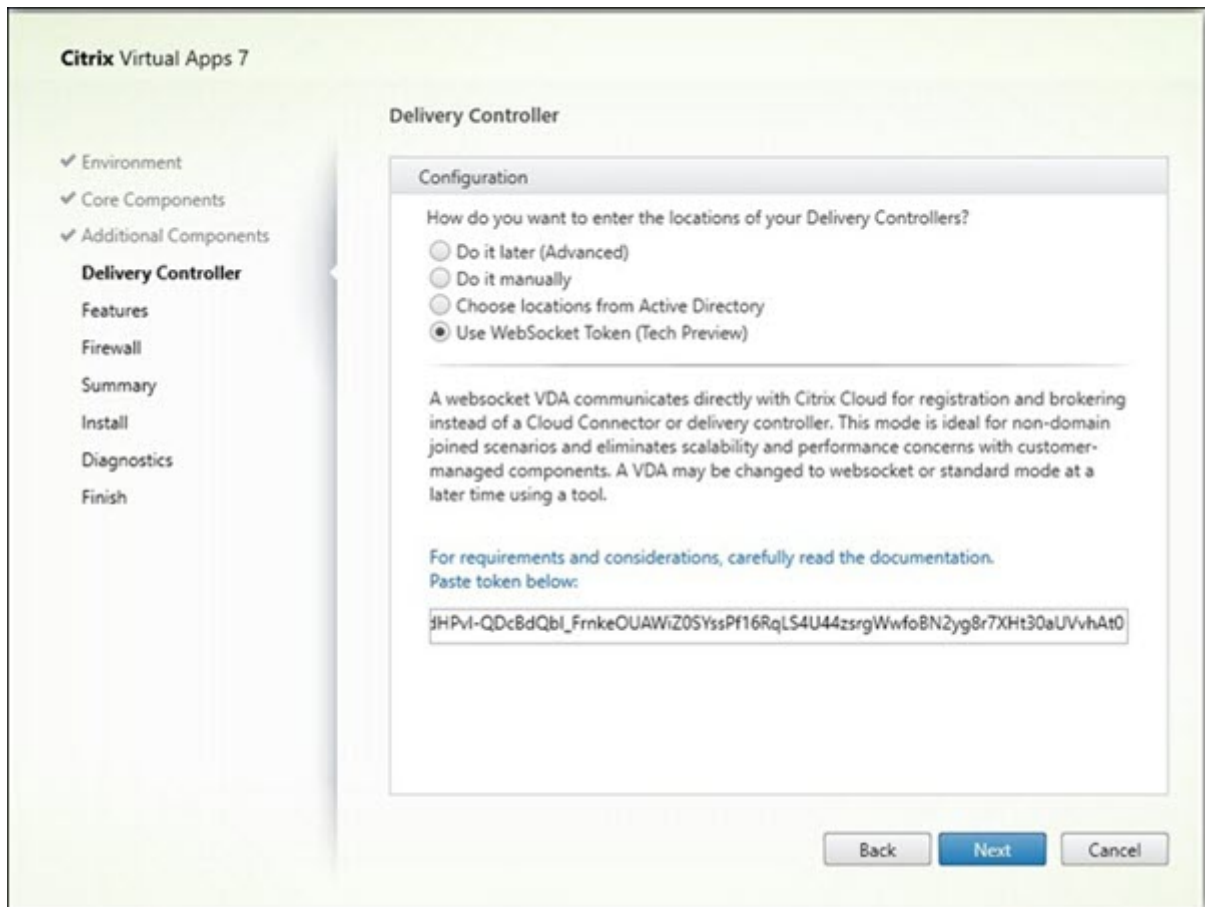 Citrix Virtual Apps 7
Delivery Controller
Environment
Core Components
Additional Components
Delivery Controller
Features
Firewall
Summary
Install
Diagnostics
Finish
Configuration
How do you want to enter the locations of your Delivery Controllers?
Do it later (Advanced)
Do it manually
Choose locations from Active Directory
Use WebSocket Token (Tech Preview)
A websocket VDA communicates directly with Citrix Cloud for registration and brokering
instead of a Cloud Connector or delivery controller. This mode is ideal for non-domain
joined scenarios and eliminates scalability and performance concerns with customer-
managed components. A VDA may be changed to websocket or standard mode at a
later time using a tool.
For requirements and considerations, carefully read the documentation.
Paste token below:
Back
Next
Cancel